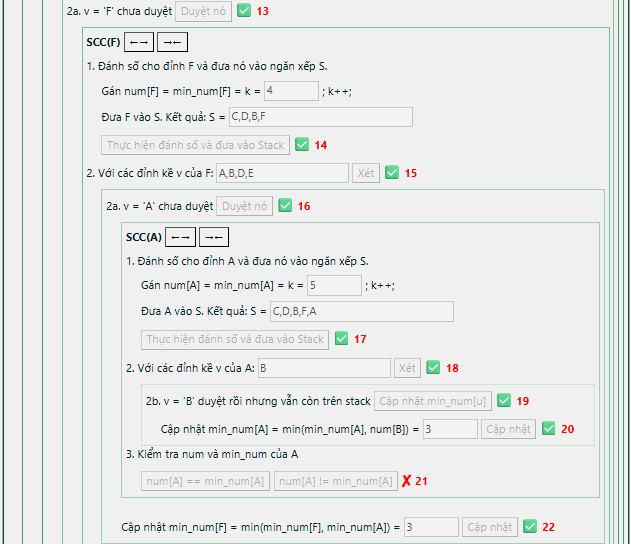 2a. v = 'F' chưa duyệt Duyệt nó ✅ 13
SCC(F) ←→ →←
1. Đánh số cho đỉnh F và đưa nó vào ngăn xếp S.
Gán num[F] = min_num[F] = k = 4 ; k++;
Đưa F vào S. Kết quả: S = C,D,B,F
Thực hiện đánh số và đưa vào Stack ✅ 14
2. Với các đỉnh kề v của F: A,B,D,E Xét ✅ 15
2a. v = 'A' chưa duyệt Duyệt nó ✅ 16
SCC(A) ←→ →←
1. Đánh số cho đỉnh A và đưa nó vào ngăn xếp S.
Gán num[A] = min_num[A] = k = 5 ; k++;
Đưa A vào S. Kết quả: S = C,D,B,F,A
Thực hiện đánh số và đưa vào Stack ✅ 17
2. Với các đỉnh kề v của A: B Xét ✅ 18
2b. v = 'B' duyệt rồi nhưng vẫn còn trên stack Cập nhật min_num[u] ✅ 19
Cập nhật min_num[A] = min(min_num[A], num[B]) = 3 Cập nhật ✅ 20
3. Kiểm tra num và min_num của A
num[A] == min_num[A] num[A] != min_num[A] ✗ 21
Cập nhật min_num[F] = min(min_num[F], min_num[A]) = 3 Cập nhật ✅ 22